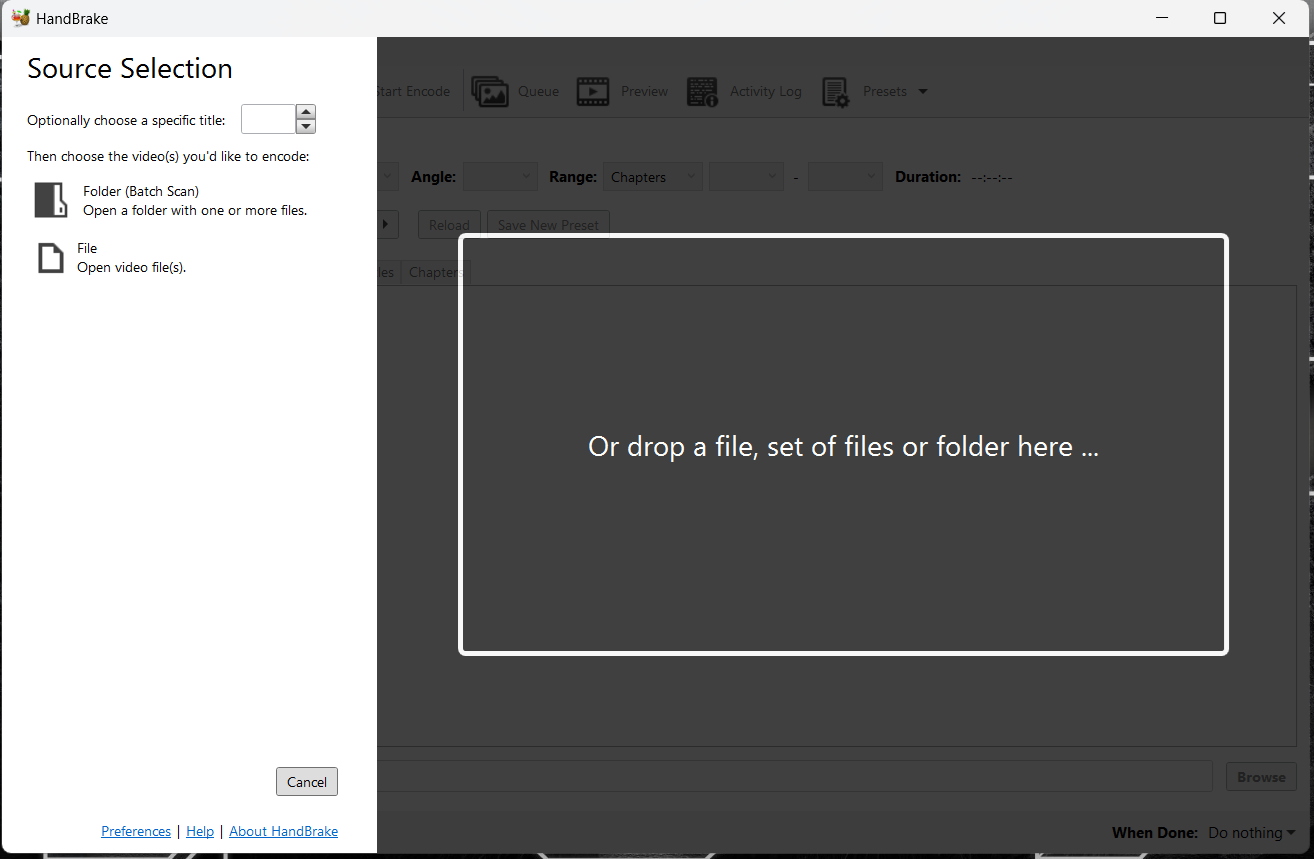 HandBrake
Source Selection
Optionally choose a specific title:
Then choose the video(s) you'd like to encode:
Folder (Batch Scan)
Open a folder with one or more files.
File
Open video file(s).
Cancel
Preferences | Help | About HandBrake
Start Encode Queue Preview Activity Log Presets
Angle: Range: Chapters - Duration: --:--:--
Reload Save New Preset
Chapters
Or drop a file, set of files or folder here ...
Browse
When Done: Do nothing